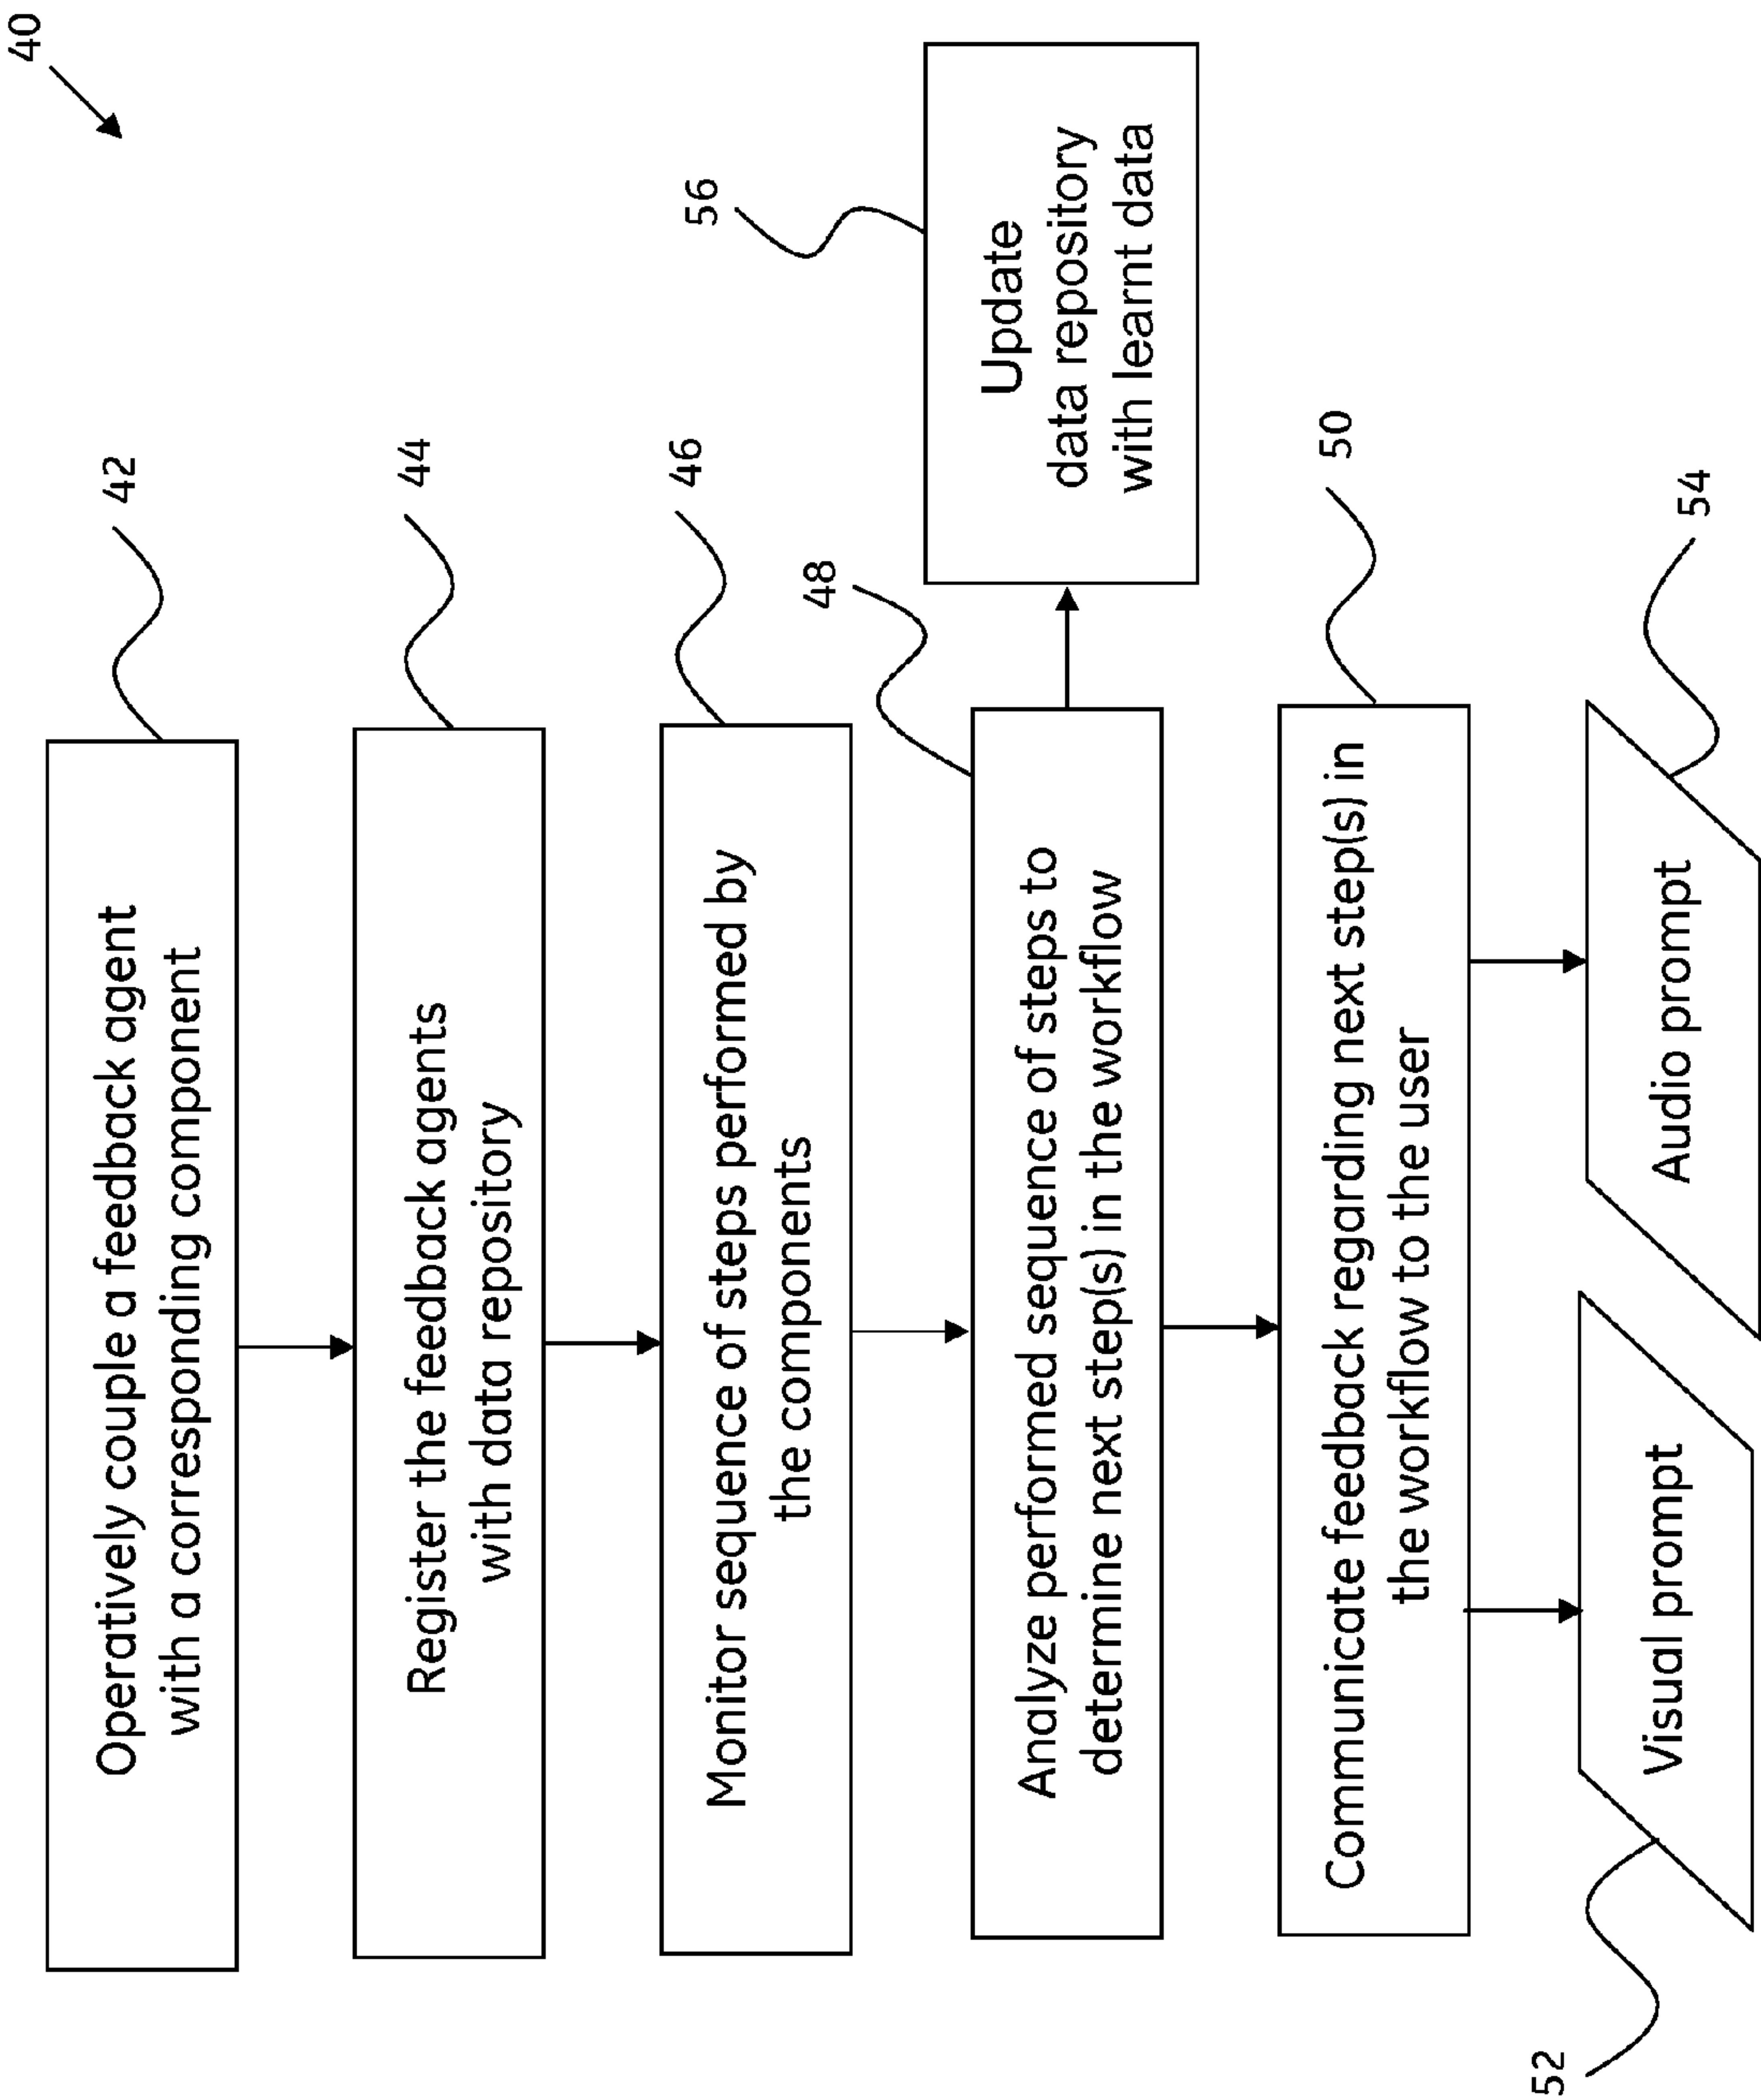 40
Operatively couple a feedback agent
with a corresponding component
42
Register the feedback agents
with data repository
44
Monitor sequence of steps performed by
the components
46
Analyze performed sequence of steps to
determine next step(s) in the workflow
48
Update
data repository
with learnt data
56
Communicate feedback regarding next step(s) in
the workflow to the user
50
52
Visual prompt
Audio prompt
54